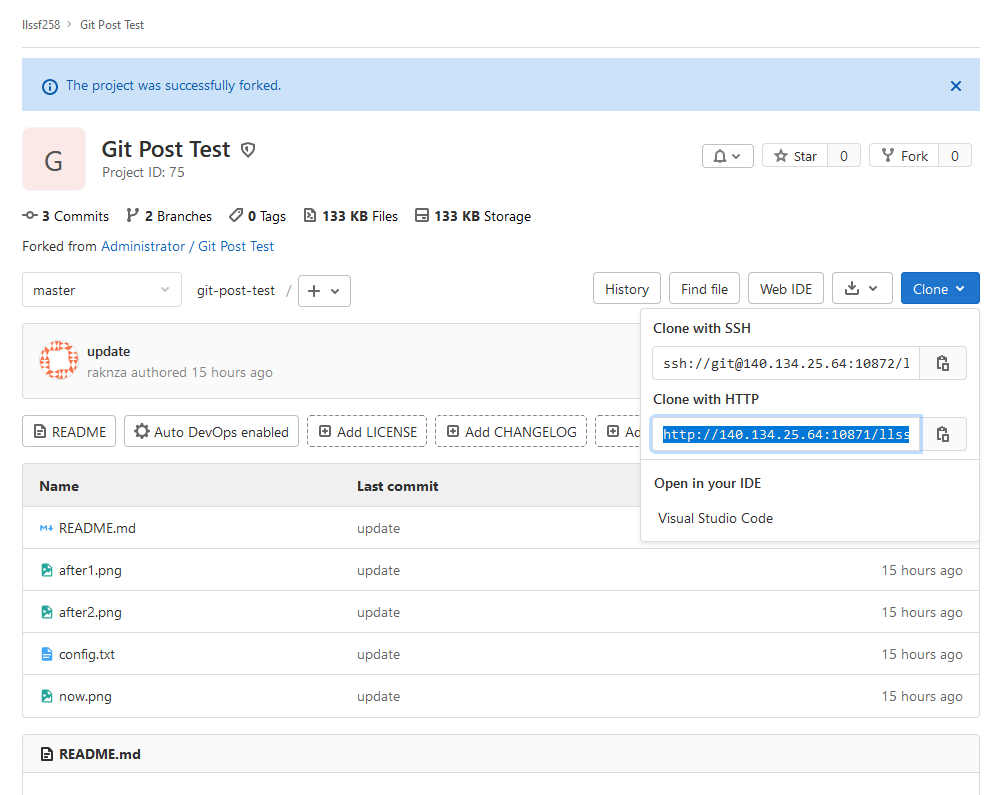 llssf258 > Git Post Test
The project was successfully forked.
G
Git Post Test
Project ID: 75
Star 0 Fork 0
3 Commits 2 Branches 0 Tags 133 KB Files 133 KB Storage
Forked from Administrator / Git Post Test
master git-post-test / + History Find file Web IDE Clone
Clone with SSH
ssh://git@140.134.25.64:10872/l
Clone with HTTP
http://140.134.25.64:10871/llss
Open in your IDE
Visual Studio Code
update
raknza authored 15 hours ago
README Auto DevOps enabled Add LICENSE Add CHANGELOG Ad
Name Last commit
README.md update
after1.png update 15 hours ago
after2.png update 15 hours ago
config.txt update 15 hours ago
now.png update 15 hours ago
README.md